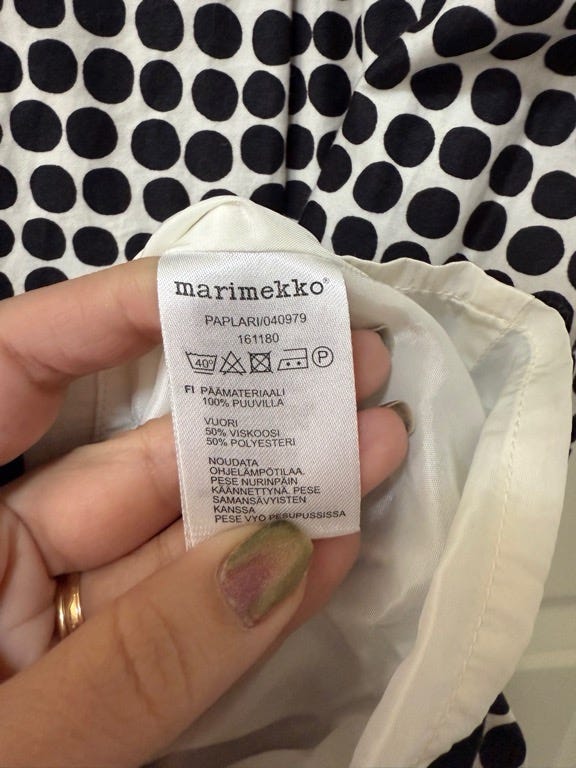 marimekko®
PAPLARI/040979
161180
40°
P
FI PÄÄMATERIAALI
100% PUUVILLA
VUORI
50% VISKOOSI
50% POLYESTERI
NOUDATA
OHJELÄMPÖTILAA.
PESE NURINPÄIN
KÄÄNNETTYNÄ. PESE
SAMANSÄVYISTEN
KANSSA
PESE VYÖ PESUPUSSISSA